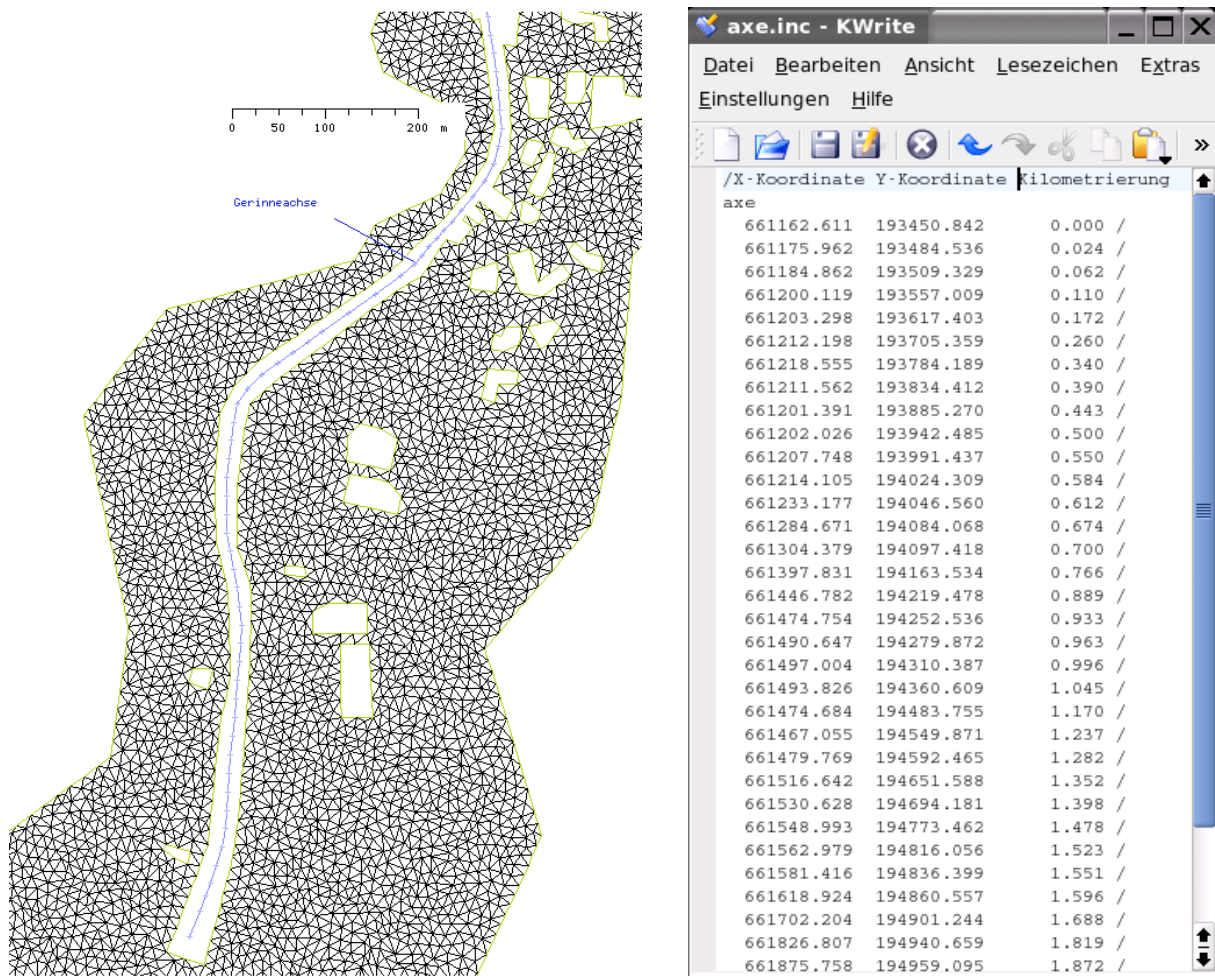 0 50 100 200 m
Gerinneachse
axe.inc - KWrite
Datei Bearbeiten Ansicht Lesezeichen Extras
Einstellungen Hilfe
»
/X-Koordinate Y-Koordinate Kilometrierung
axe
661162.611 193450.842 0.000 /
661175.962 193484.536 0.024 /
661184.862 193509.329 0.062 /
661200.119 193557.009 0.110 /
661203.298 193617.403 0.172 /
661212.198 193705.359 0.260 /
661218.555 193784.189 0.340 /
661211.562 193834.412 0.390 /
661201.391 193885.270 0.443 /
661202.026 193942.485 0.500 /
661207.748 193991.437 0.550 /
661214.105 194024.309 0.584 /
661233.177 194046.560 0.612 /
661284.671 194084.068 0.674 /
661304.379 194097.418 0.700 /
661397.831 194163.534 0.766 /
661446.782 194219.478 0.889 /
661474.754 194252.536 0.933 /
661490.647 194279.872 0.963 /
661497.004 194310.387 0.996 /
661493.826 194360.609 1.045 /
661474.684 194483.755 1.170 /
661467.055 194549.871 1.237 /
661479.769 194592.465 1.282 /
661516.642 194651.588 1.352 /
661530.628 194694.181 1.398 /
661548.993 194773.462 1.478 /
661562.979 194816.056 1.523 /
661581.416 194836.399 1.551 /
661618.924 194860.557 1.596 /
661702.204 194901.244 1.688 /
661826.807 194940.659 1.819 /
661875.758 194959.095 1.872 /